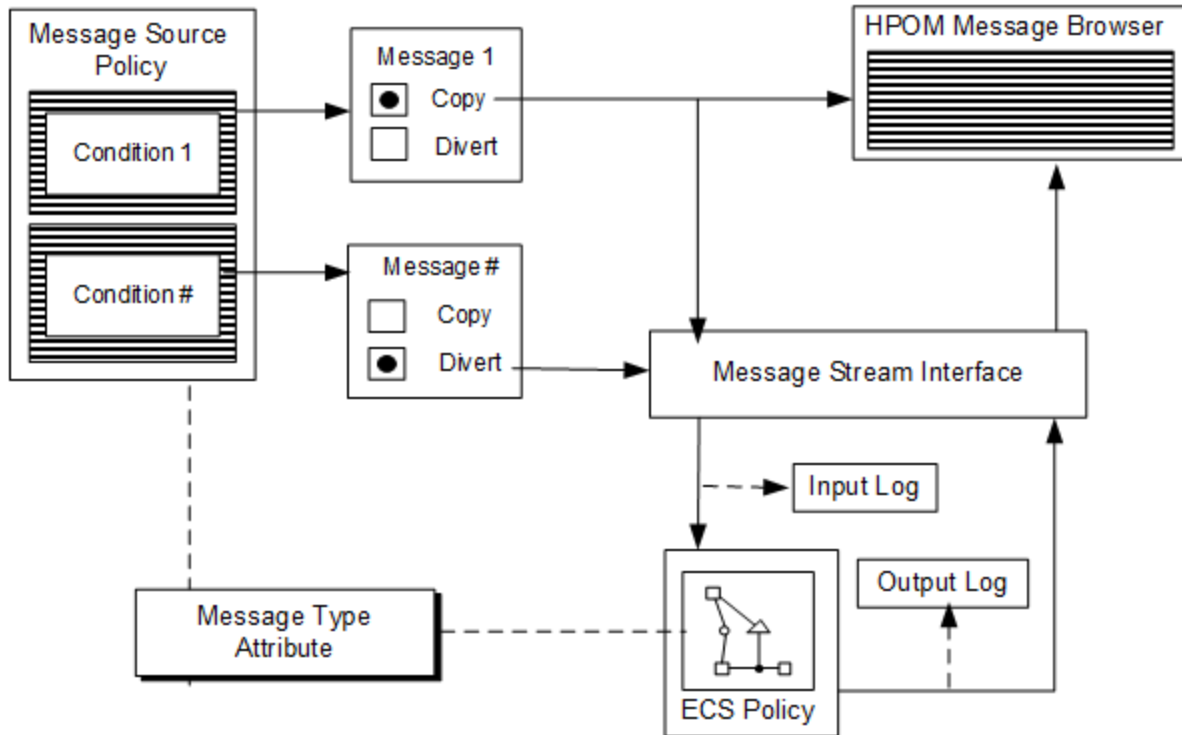 Message Source
Policy
Condition 1
Condition #
Message 1
Copy
Divert
Message #
Copy
Divert
HPOM Message Browser
Message Stream Interface
Input Log
Output Log
Message Type
Attribute
ECS Policy